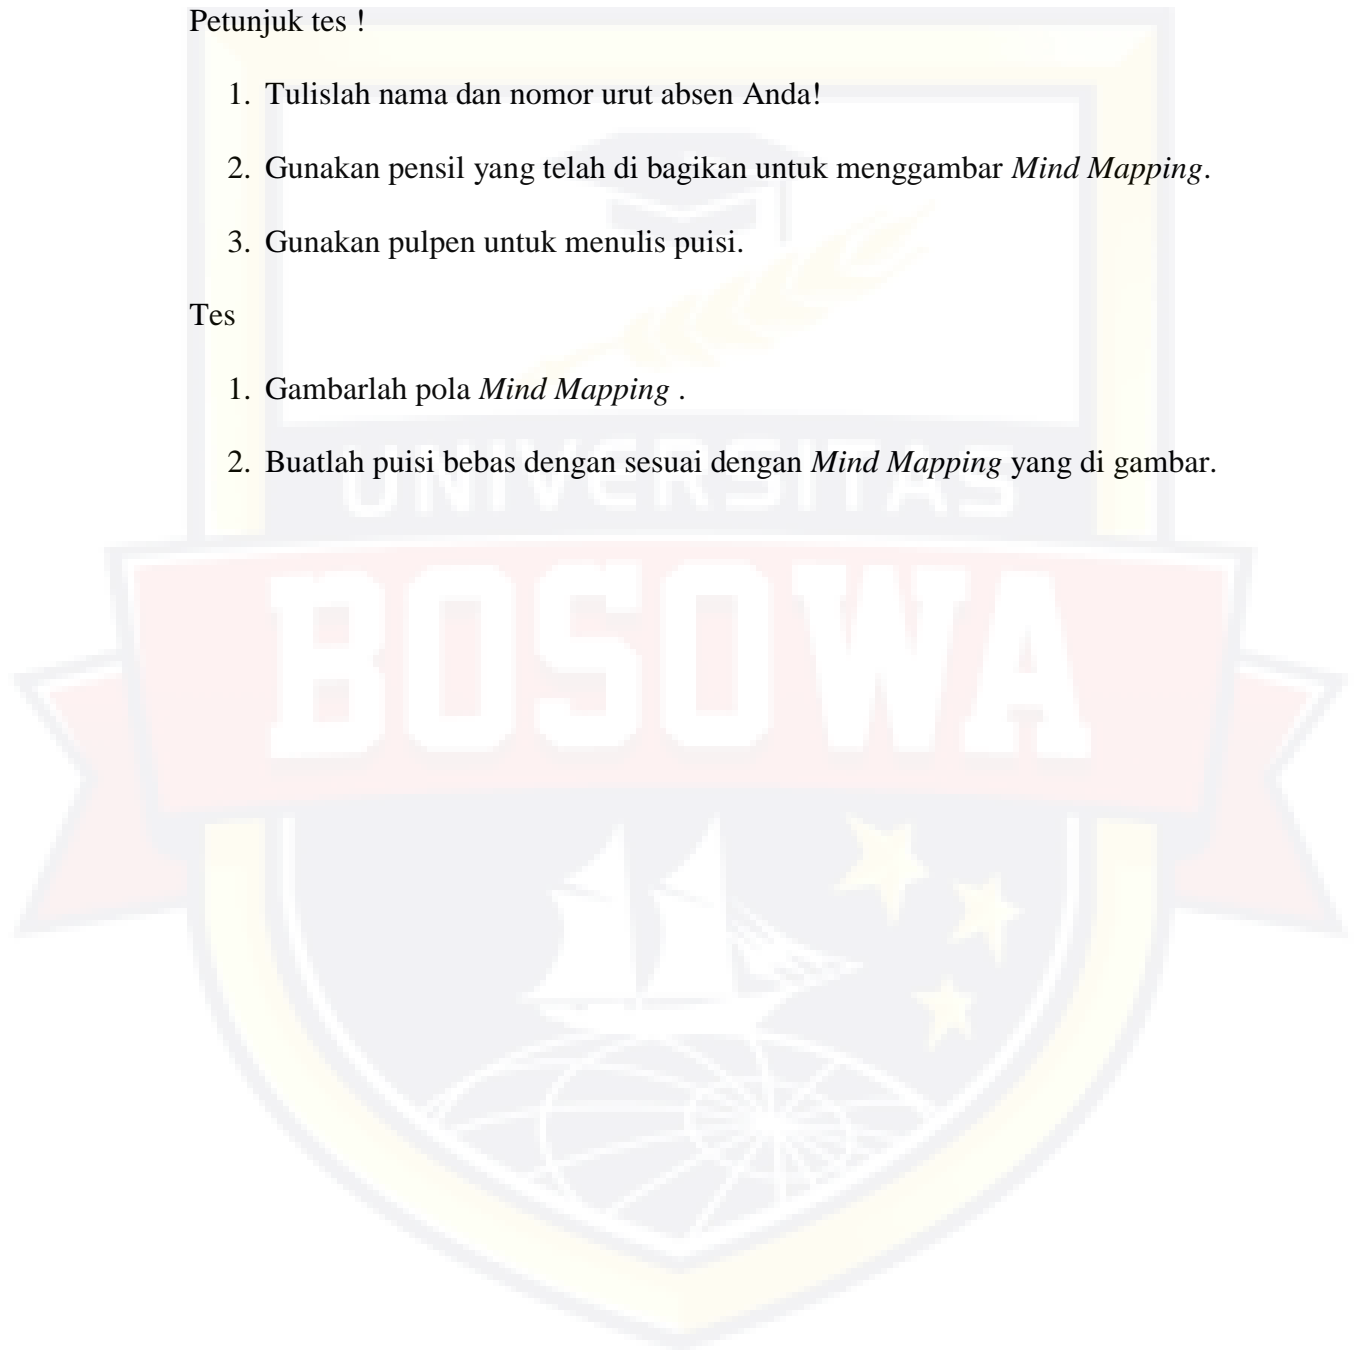 Petunjuk tes !
1. Tulislah nama dan nomor urut absen Anda!
2. Gunakan pensil yang telah di bagikan untuk menggambar Mind Mapping.
3. Gunakan pulpen untuk menulis puisi.
Tes
1. Gambarlah pola Mind Mapping .
2. Buatlah puisi bebas dengan sesuai dengan Mind Mapping yang di gambar.
UNIVERSITAS
BOSOWA